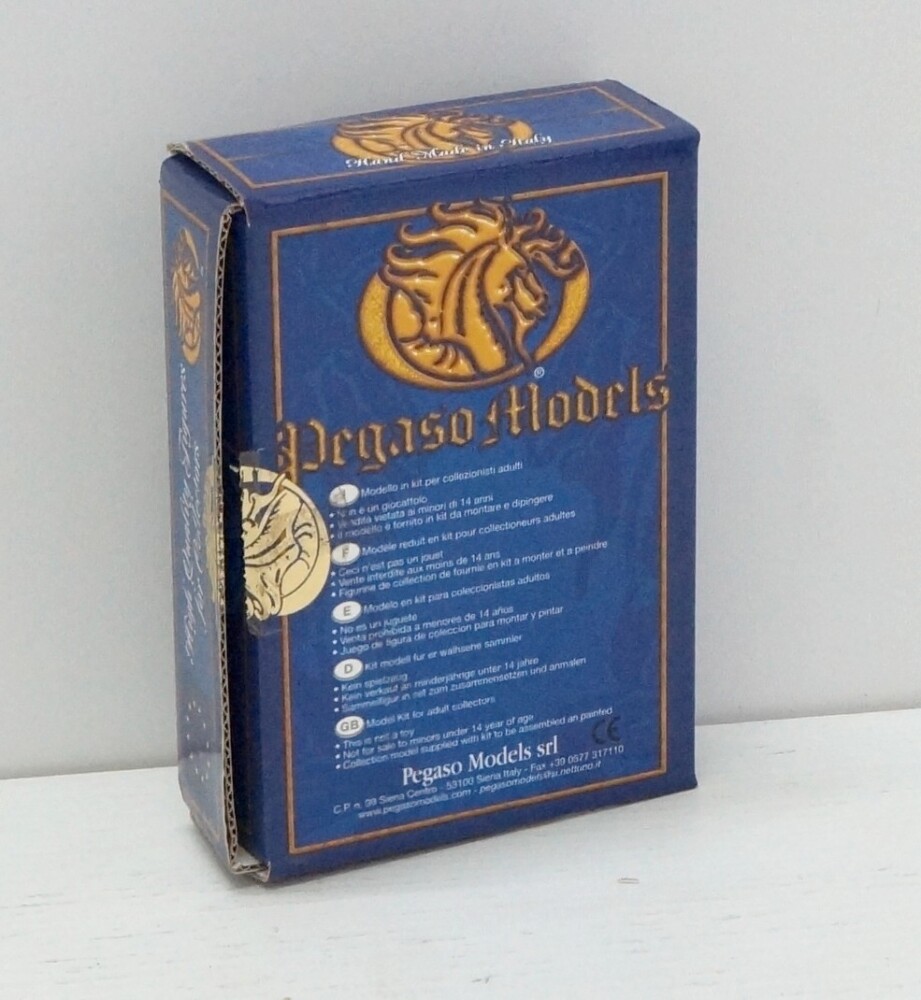 Hand Made in Italy
®
Pegaso Models
I Modello in kit per collezionisti adulti
• Non è un giocattolo
• Vendita vietata ai minori di 14 anni
• Il modello è fornito in kit da montare e dipingere
F Modele reduit en kit pour collectioneurs adultes
• Ceci n'est pas un jouet
• Vente interdite aux moins de 14 ans
• Figurine de collection de fournie en kit a monter et a peindre
E Modelo en kit para coleccionistas adultos
• No es un juguete
• Venta prohibida a menores de 14 años
• Juego de figura de coleccion para montar y pintar
D Kit modell fur er wahsene sammler
• Kein spielzeug
• Kein verkauf an minderjährige unter 14 jahre
• Sammelfigur in set zum zusammensetzen und anmalen
GB Model Kit for adult collectors
• This is not a toy
• Not for sale to minors under 14 year of age
• Collection model supplied with kit to be assembled an painted
CE
Pegaso Models srl
C.P. n. 99 Siena Centro - 53100 Siena Italy - Fax +39 0577 317110
www.pegasomodels.com - pegasomodels@si.nettuno.it